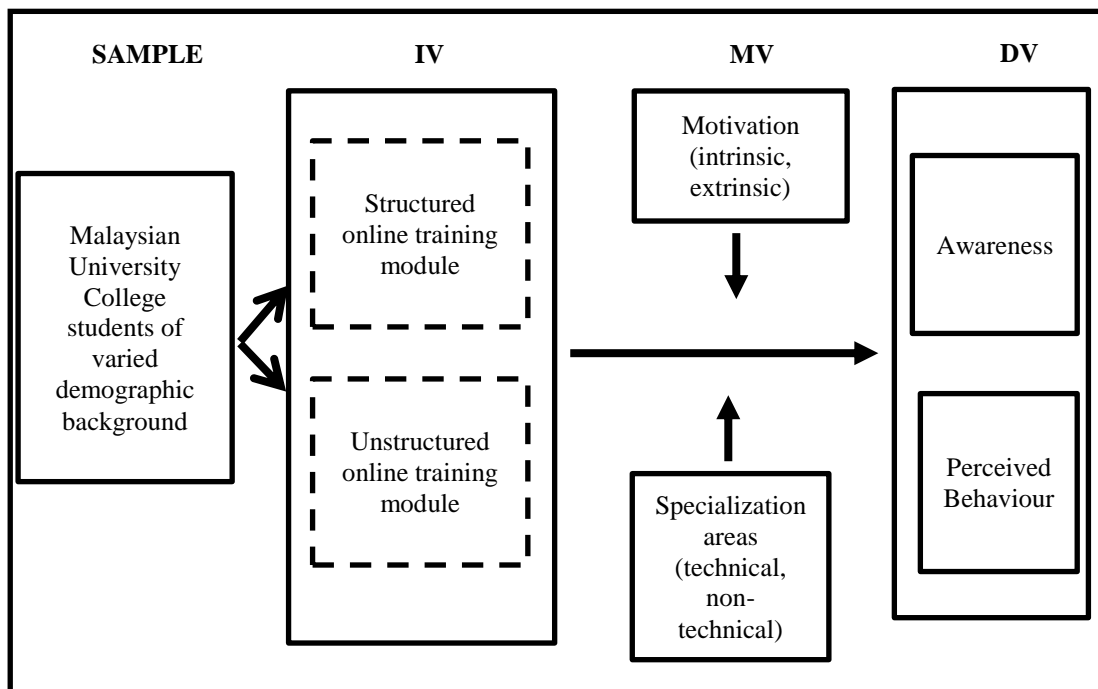 SAMPLE
IV
MV
DV
Malaysian
University
College
students of
varied
demographic
background
Structured
online training
module
Unstructured
online training
module
Motivation
(intrinsic,
extrinsic)
Specialization
areas
(technical,
non-
technical)
Awareness
Perceived
Behaviour